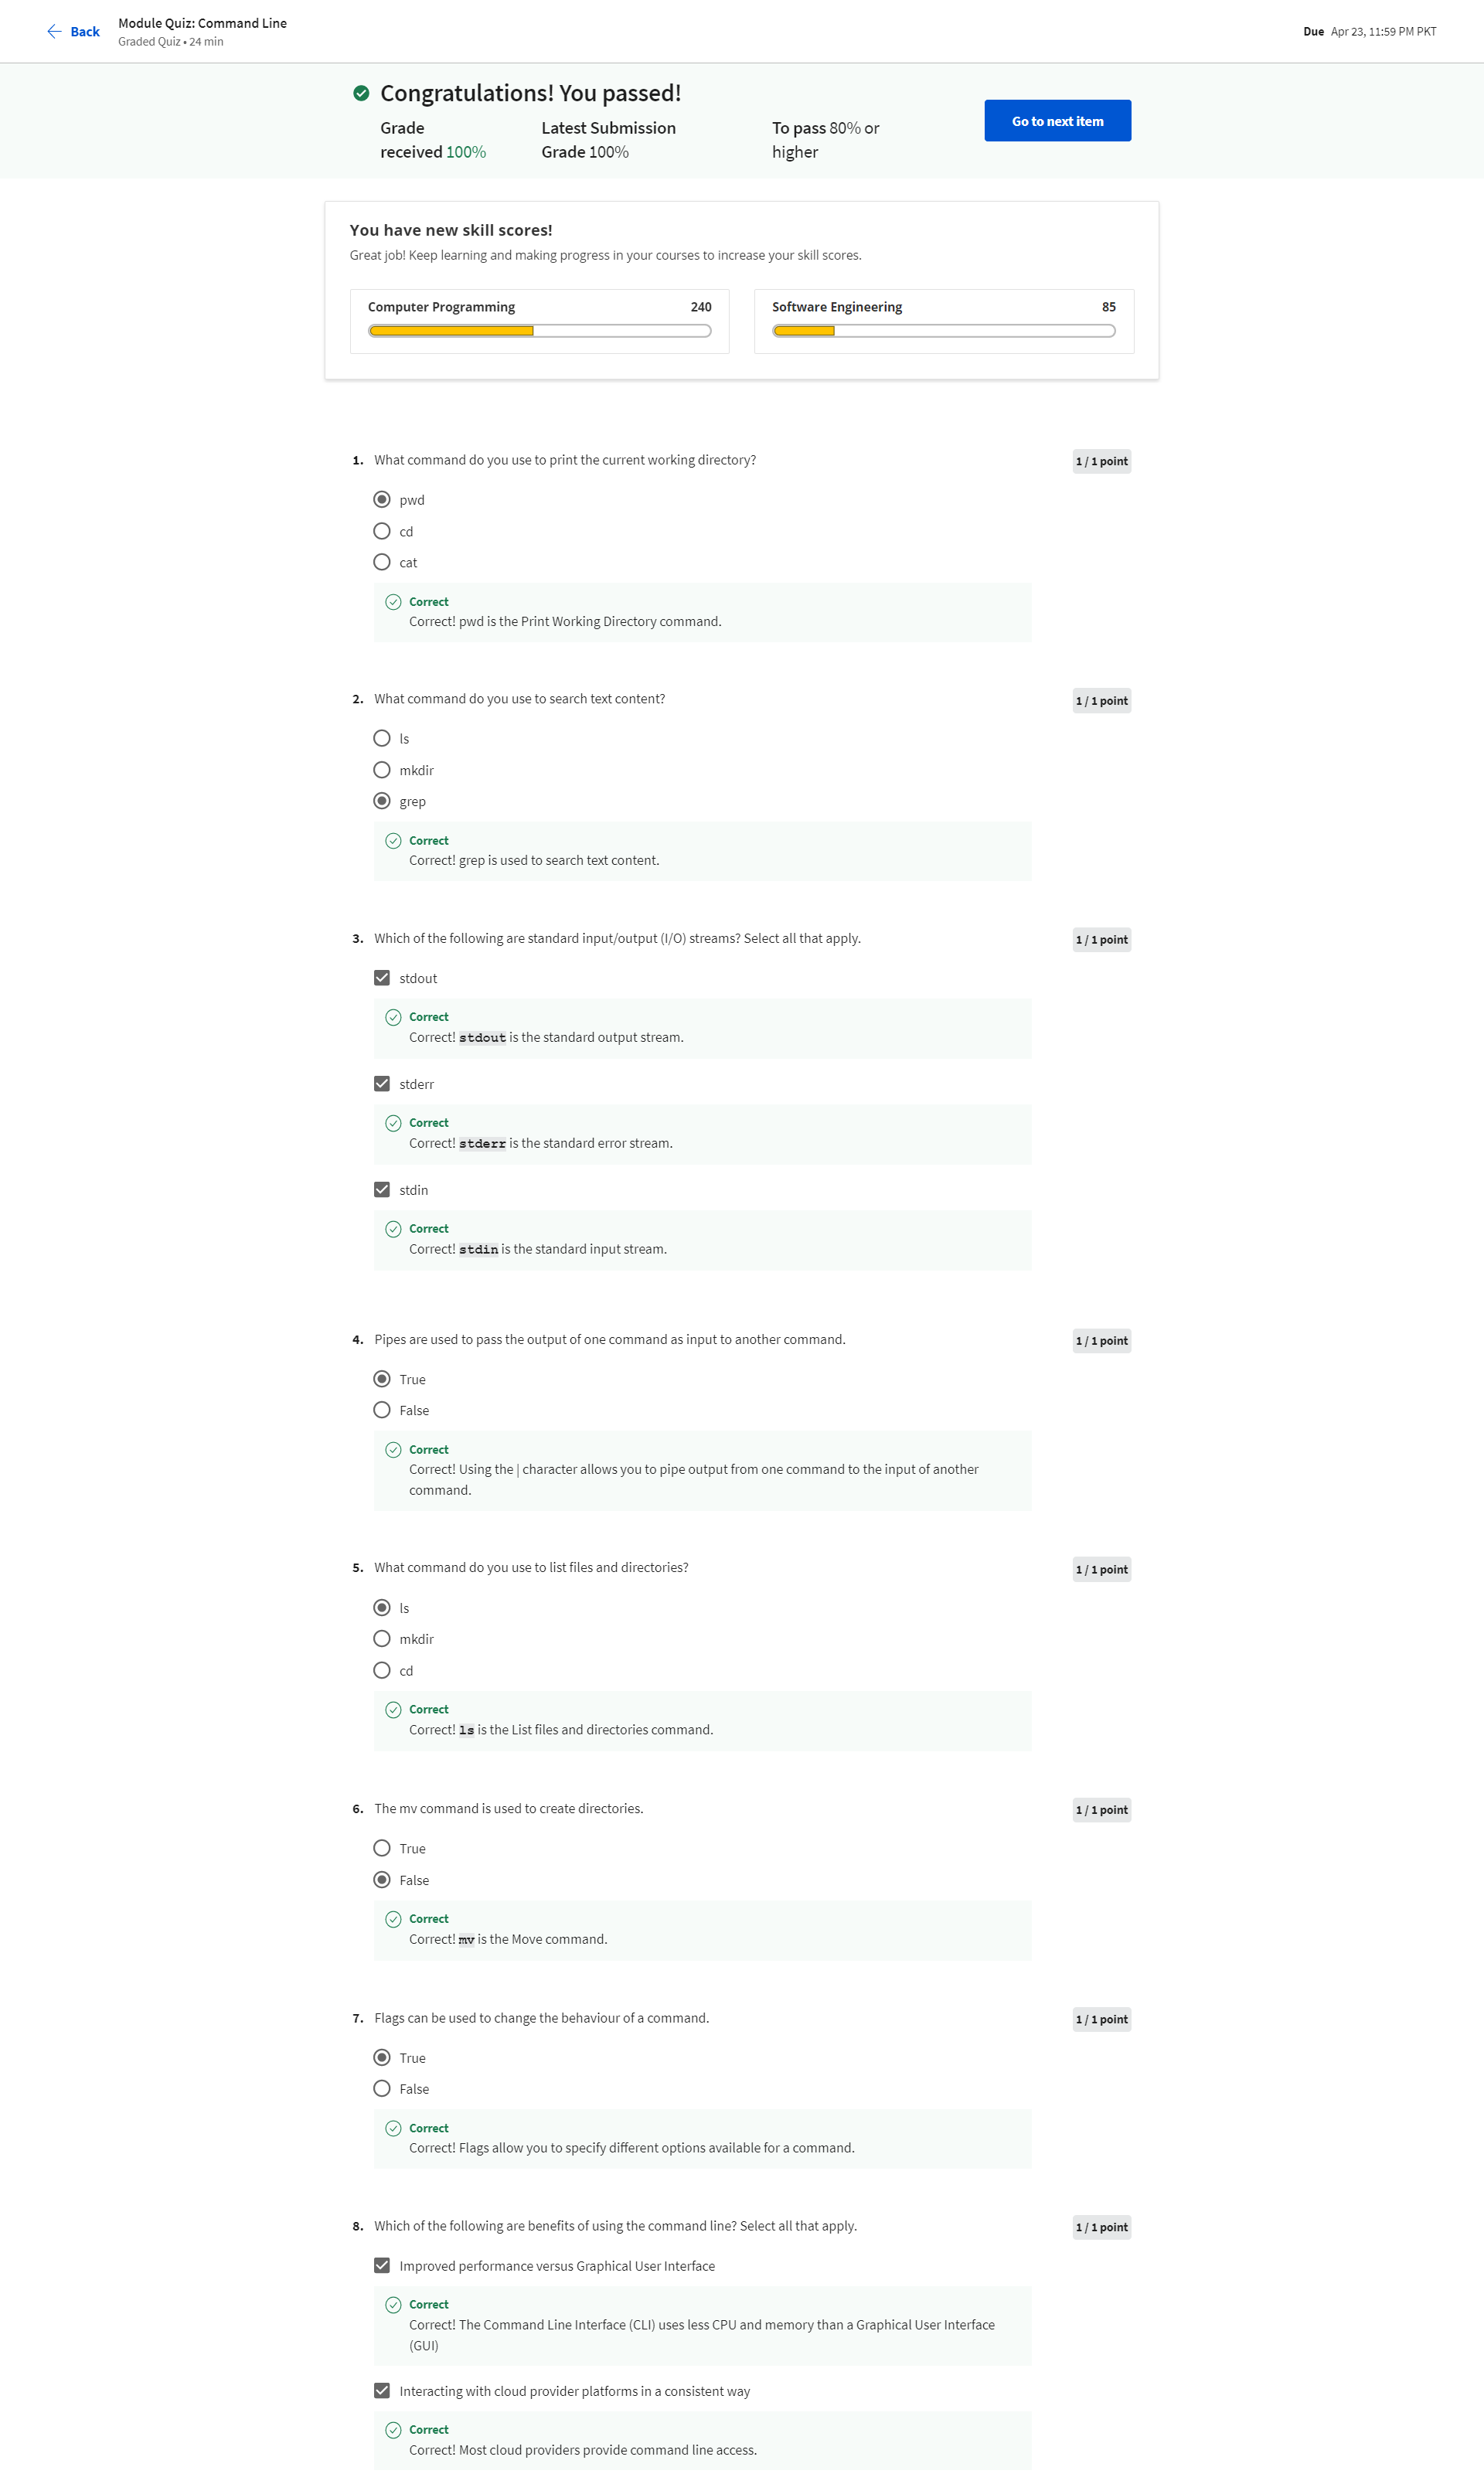 Back
Module Quiz: Command Line
Graded Quiz • 24 min
Due Apr 23, 11:59 PM PKT
Congratulations! You passed!
Grade
received 100%
Latest Submission
Grade 100%
To pass 80% or
higher
Go to next item
You have new skill scores!
Great job! Keep learning and making progress in your courses to increase your skill scores.
Computer Programming 240
Software Engineering 85
1. What command do you use to print the current working directory? 1 / 1 point
pwd
cd
cat
Correct
Correct! pwd is the Print Working Directory command.
2. What command do you use to search text content? 1 / 1 point
ls
mkdir
grep
Correct
Correct! grep is used to search text content.
3. Which of the following are standard input/output (I/O) streams? Select all that apply. 1 / 1 point
stdout
Correct
Correct! stdout is the standard output stream.
stderr
Correct
Correct! stderr is the standard error stream.
stdin
Correct
Correct! stdin is the standard input stream.
4. Pipes are used to pass the output of one command as input to another command. 1 / 1 point
True
False
Correct
Correct! Using the | character allows you to pipe output from one command to the input of another
command.
5. What command do you use to list files and directories? 1 / 1 point
ls
mkdir
cd
Correct
Correct! ls is the List files and directories command.
6. The mv command is used to create directories. 1 / 1 point
True
False
Correct
Correct! mv is the Move command.
7. Flags can be used to change the behaviour of a command. 1 / 1 point
True
False
Correct
Correct! Flags allow you to specify different options available for a command.
8. Which of the following are benefits of using the command line? Select all that apply. 1 / 1 point
Improved performance versus Graphical User Interface
Correct
Correct! The Command Line Interface (CLI) uses less CPU and memory than a Graphical User Interface
(GUI)
Interacting with cloud provider platforms in a consistent way
Correct
Correct! Most cloud providers provide command line access.